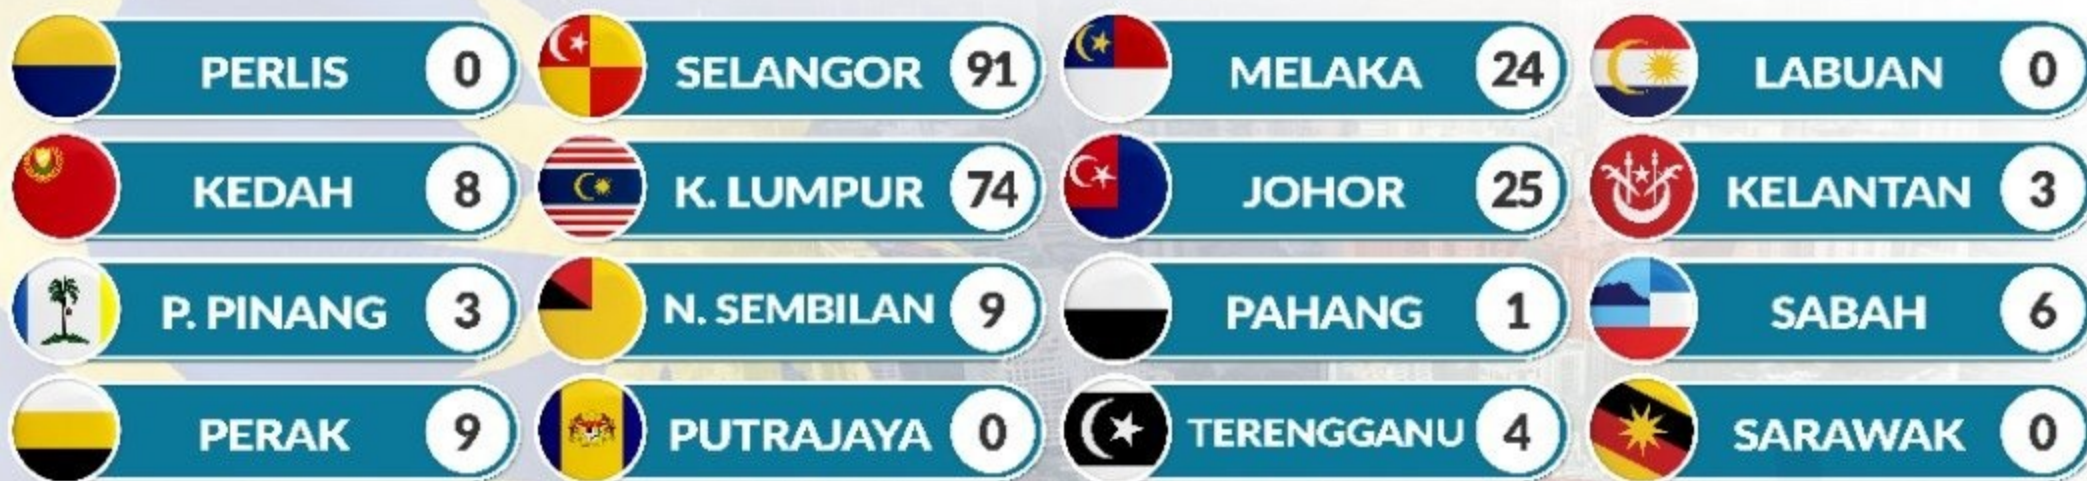 PERLIS 0
SELANGOR 91
MELAKA 24
LABUAN 0
KEDAH 8
K. LUMPUR 74
JOHOR 25
KELANTAN 3
P. PINANG 3
N. SEMBILAN 9
PAHANG 1
SABAH 6
PERAK 9
PUTRAJAYA 0
TERENGGANU 4
SARAWAK 0